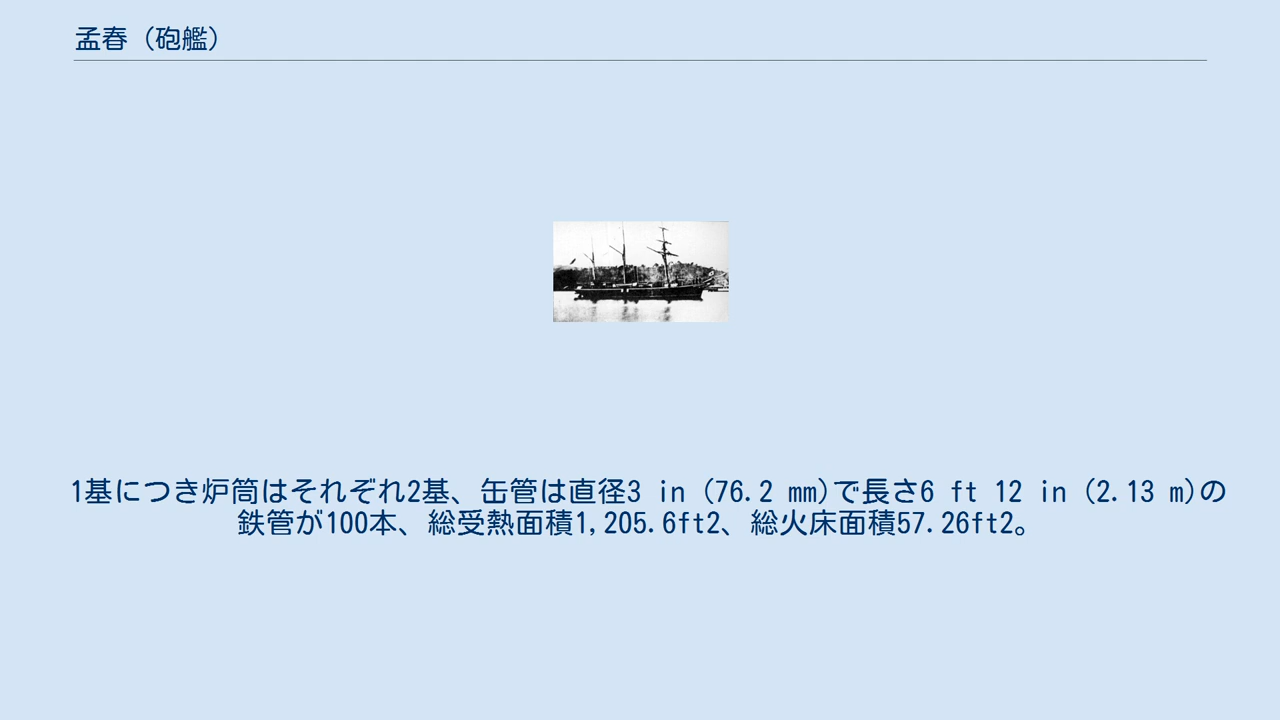 孟春（砲艦）
1基につき炉筒はそれぞれ2基、缶管は直径3 in (76.2 mm)で長さ6 ft 12 in (2.13 m)の
鉄管が100本、総受熱面積1,205.6ft2、総火床面積57.26ft2。